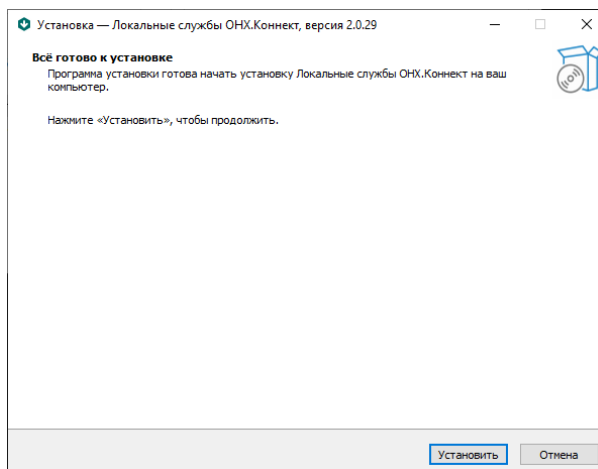 Установка — Локальные службы ОНХ.Коннект, версия 2.0.29
Всё готово к установке
Программа установки готова начать установку Локальные службы ОНХ.Коннект на ваш
компьютер.
Нажмите «Установить», чтобы продолжить.
Установить
Отмена